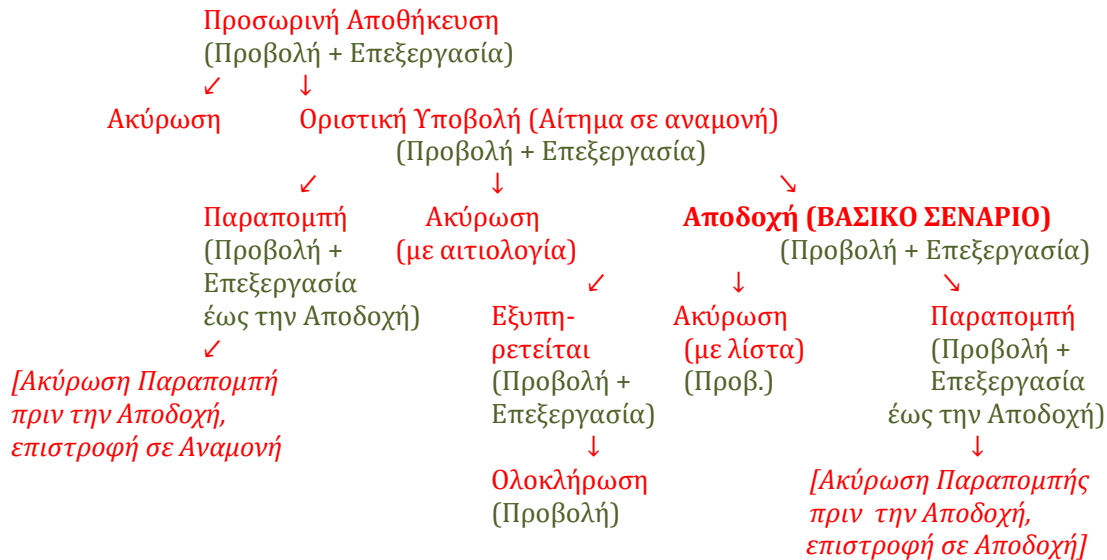 Προσωρινή Αποθήκευση
(Προβολή + Επεξεργασία)
↙ ↓
Ακύρωση Οριστική Υποβολή (Αίτημα σε αναμονή)
(Προβολή + Επεξεργασία)
↙ ↓ ↘
Παραπομπή Ακύρωση Αποδοχή (ΒΑΣΙΚΟ ΣΕΝΑΡΙΟ)
(Προβολή + (με αιτιολογία) (Προβολή + Επεξεργασία)
Επεξεργασία ↙ ↓ ↘
έως την Αποδοχή) Εξυπη- Ακύρωση Παραπομπή
↙ ρετείται (με λίστα) (Προβολή +
[Ακύρωση Παραπομπή (Προβολή + (Προβ.) Επεξεργασία
πριν την Αποδοχή, Επεξεργασία) έως την Αποδοχή)
επιστροφή σε Αναμονή ↓ ↓
Ολοκλήρωση [Ακύρωση Παραπομπής
(Προβολή) πριν την Αποδοχή,
επιστροφή σε Αποδοχή]